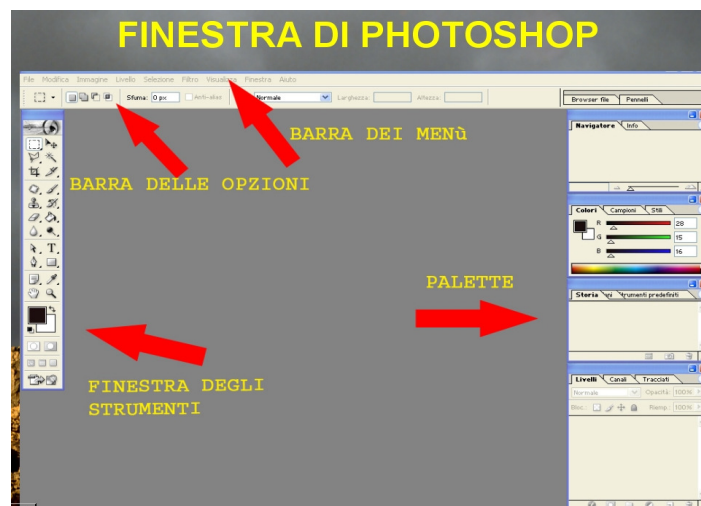 FINESTRA DI PHOTOSHOP
File Modifica Immagine Livello Selezione Filtro Visualizza Finestra Aiuto
Sfuma: 0 px Anti-alias Normale Larghezza: Altezza:
Browser file Pennelli
BARRA DEI MENù
Navigatore Info
BARRA DELLE OPZIONI
Colori Campioni Stili
R 28
G 15
B 16
PALETTE
Storia predefiniti
FINESTRA DEGLI
STRUMENTI
Livelli Canali Tracciati
Normale Opacità: 100%
Bloc.: Riemp.: 100%